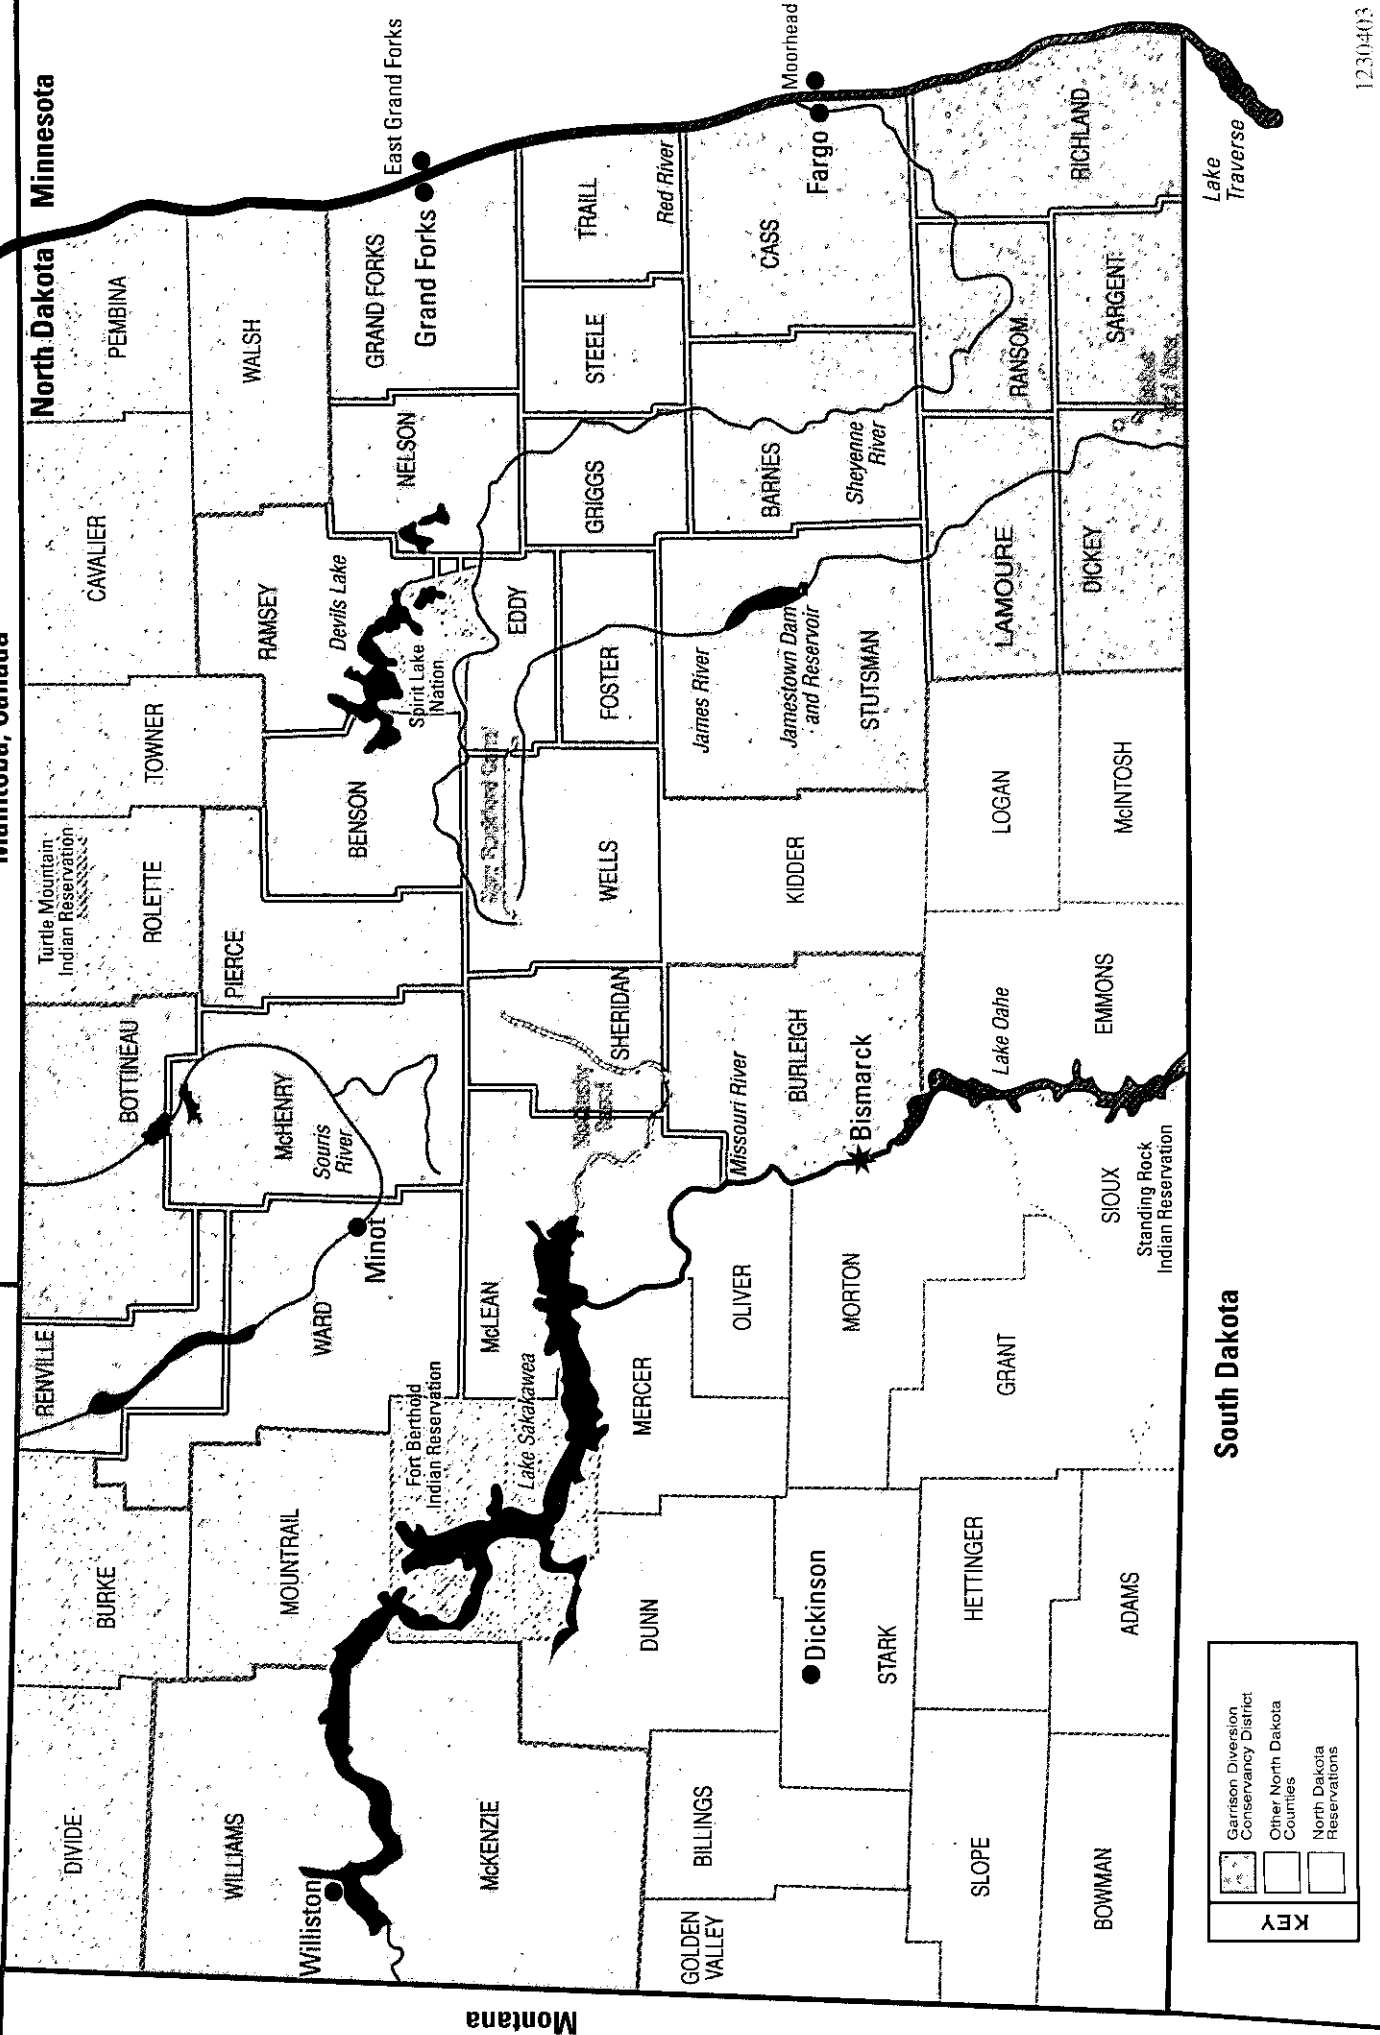 Manitoba, Canada
North Dakota
Minnesota
Montana
South Dakota
DIVIDE
BURKE
RENVILLE
BOTTINEAU
Turtle Mountain
Indian Reservation
ROLETTE
TOWNER
CAVALIER
PEMBINA
WILLIAMS
Williston
MOUNTRAIL
WARD
Minot
McHENRY
Souris
River
PIERCE
BENSON
RAMSEY
Devils Lake
WALSH
Spirit Lake
Nation
NELSON
GRAND FORKS
Grand Forks
East Grand Forks
McKENZIE
Fort Berthold
Indian Reservation
Lake Sakakawea
McLEAN
SHERIDAN
WELLS
EDDY
FOSTER
GRIGGS
STEELE
TRAILL
Red River
GOLDEN
VALLEY
BILLINGS
DUNN
MERCER
OLIVER
Missouri River
BURLEIGH
Bismarck
KIDDER
James River
Jamestown Dam
and Reservoir
STUTSMAN
BARNES
Sheyenne
River
CASS
Fargo
Moorhead
Dickinson
STARK
MORTON
SLOPE
HETTINGER
GRANT
Lake Oahe
EMMONS
LOGAN
LAMOURE
RANSOM
RICHLAND
BOWMAN
ADAMS
SIOUX
Standing Rock
Indian Reservation
McINTOSH
DICKEY
SARGENT
Lake
Traverse
KEY
Garrison Diversion
Conservancy District
Other North Dakota
Counties
North Dakota
Reservations
1230403